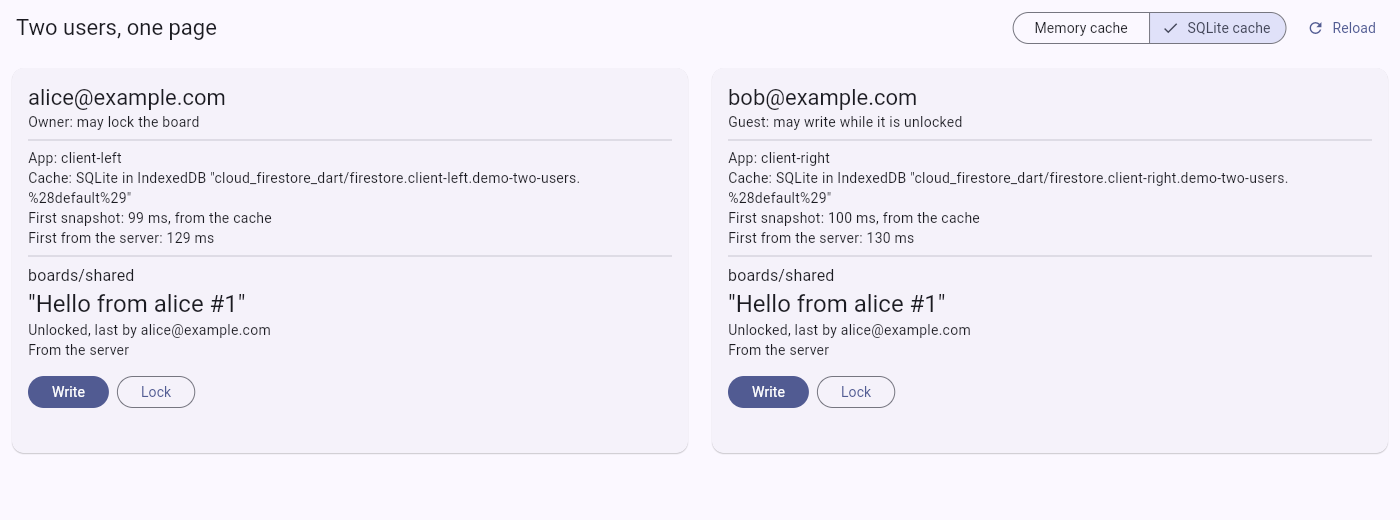 Two users, one page
Memory cache
SQLite cache
Reload
alice@example.com
Owner: may lock the board
App: client-left
Cache: SQLite in IndexedDB "cloud_firestore_dart/firestore.client-left.demo-two-users.
%28default%29"
First snapshot: 99 ms, from the cache
First from the server: 129 ms
boards/shared
"Hello from alice #1"
Unlocked, last by alice@example.com
From the server
Write
Lock
bob@example.com
Guest: may write while it is unlocked
App: client-right
Cache: SQLite in IndexedDB "cloud_firestore_dart/firestore.client-right.demo-two-users.
%28default%29"
First snapshot: 100 ms, from the cache
First from the server: 130 ms
boards/shared
"Hello from alice #1"
Unlocked, last by alice@example.com
From the server
Write
Lock